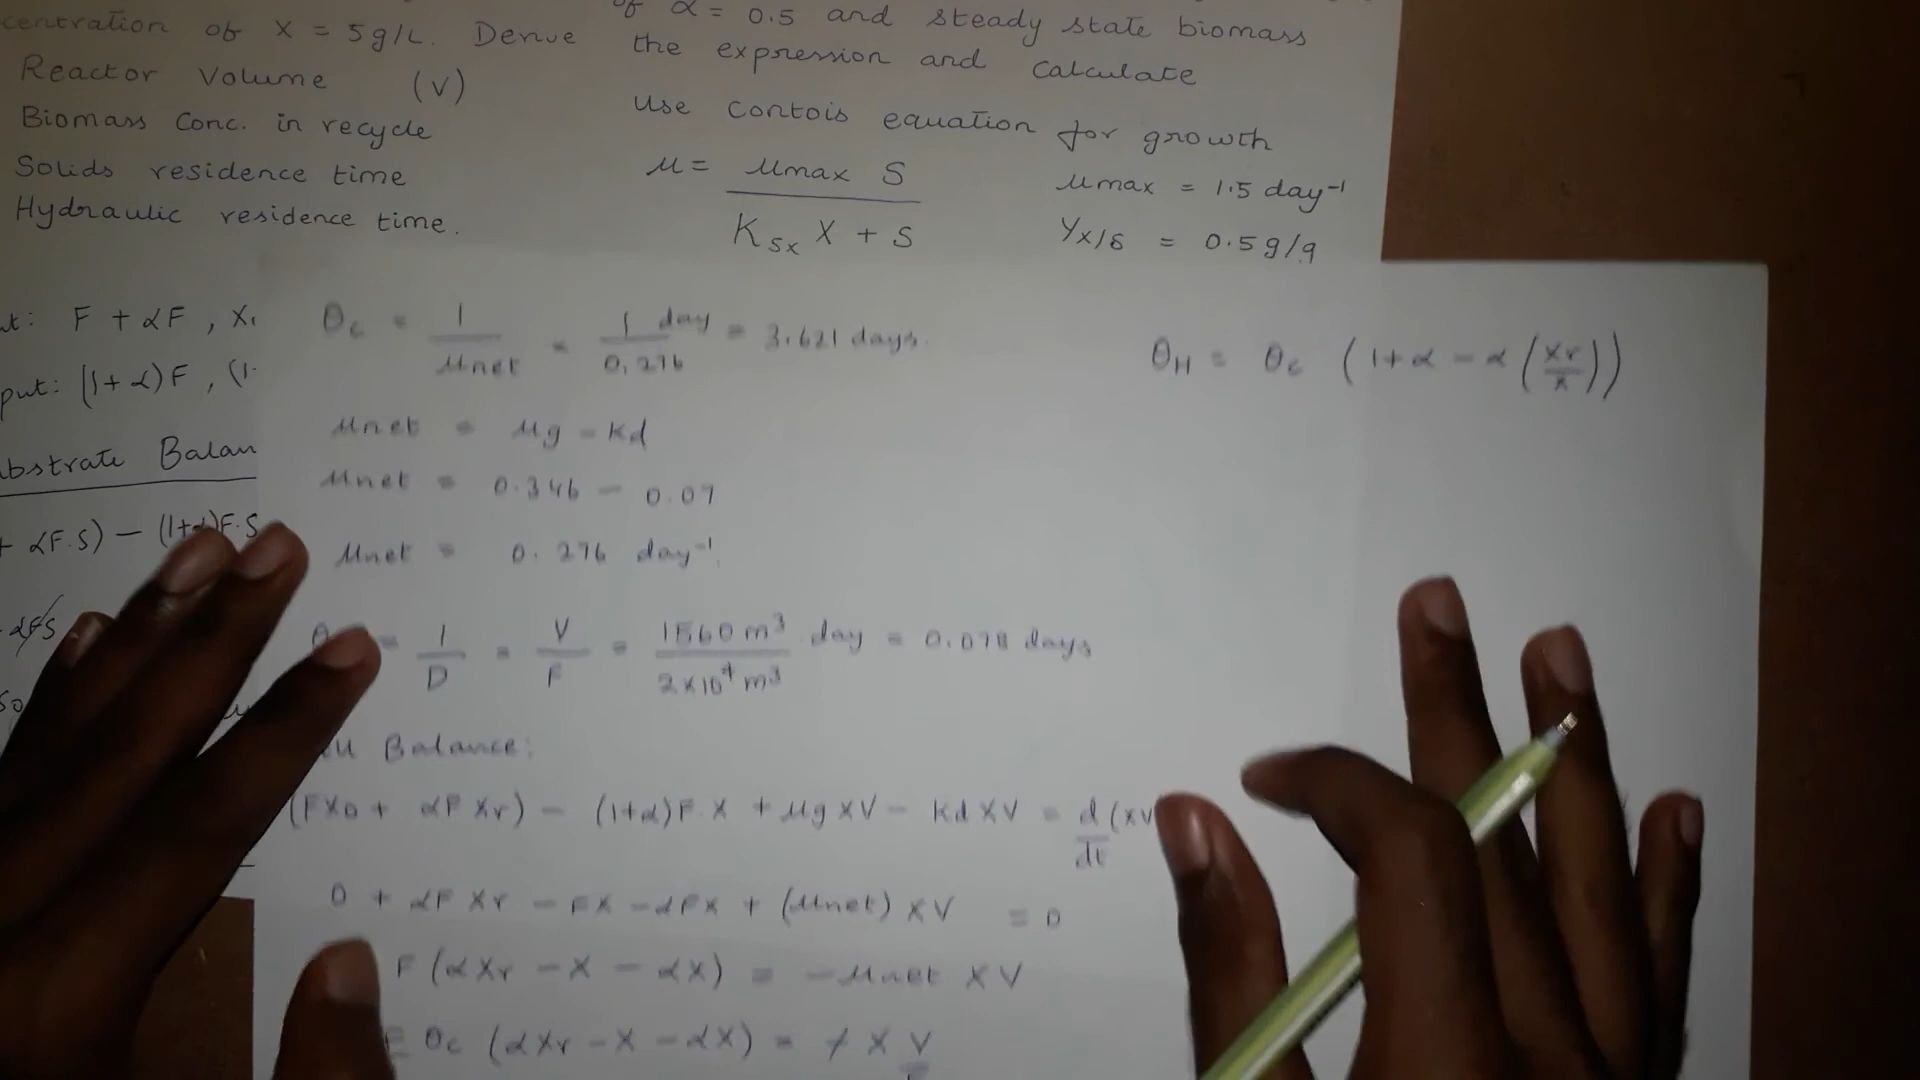 centration of X = 5g/L. Derive
Reactor Volume (V)
Biomass Conc. in recycle
Solids residence time
Hydraulic residence time.
of α = 0.5 and steady state biomass
the expression and calculate
Use contois equation for growth
μ = μmax S / Ksx X + S
μmax = 1.5 day⁻¹
Yx/s = 0.5 g/g
F + αF ,
put: (1+α)F , (1-
bstrate Balan
+ αF.S) – (1+α)F.S
- αFS
So
θc = 1/μnet = 1 day/0.276 = 3.621 days.
μnet = μg – kd
μnet = 0.346 – 0.07
μnet = 0.276 day⁻¹.
= 1/D = V/F = 1560 m³ day / 2×10⁴ m³ = 0.078 days
Balance:
(FX0 + αF Xr) – (1+α)F.X + μg XV – kd XV = d/dt (XV
0 + αF Xr – FX – αFX + (μnet) XV = 0
F (αXr – X – αX) = – μnet XV
θc (αXr – X – αX) = X V
θH = θc (1+α – α (Xr/X))